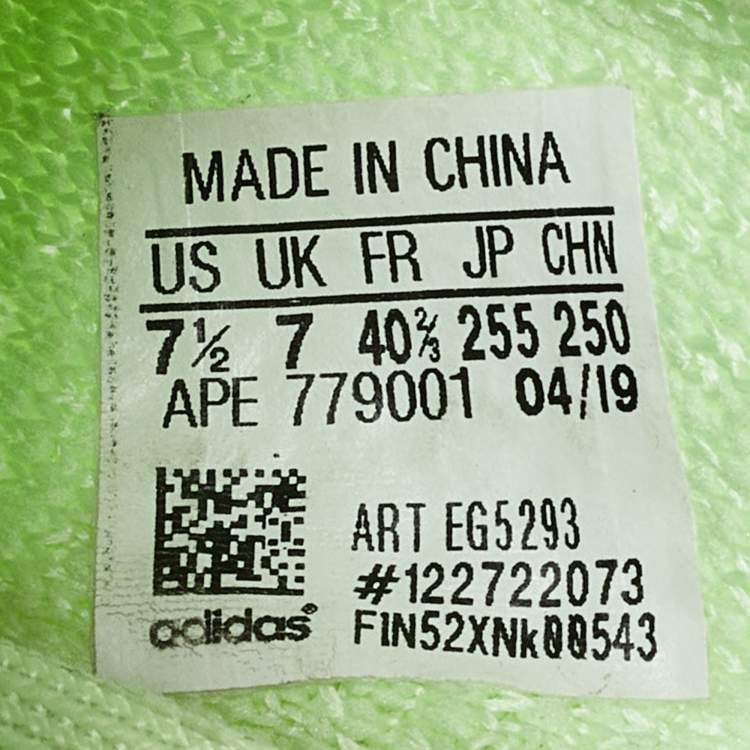 MADE IN CHINA
US UK FR JP CHN
7½ 7 40⅔ 255 250
APE 779001 04/19
ART EG5293
#122722073
adidas®
FIN52XNk00543